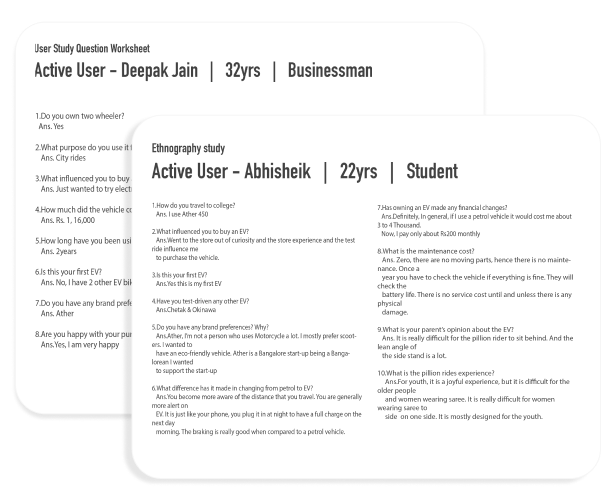 User Study Question Worksheet
Active User - Deepak Jain | 32yrs | Businessman
1.Do you own two wheeler?
Ans. Yes
2.What purpose do you use it
Ans. City rides
3.What influenced you to buy
Ans. Just wanted to try elect
4.How much did the vehicle co
Ans. Rs. 1, 16,000
5.How long have you been usi
Ans. 2years
6.Is this your first EV?
Ans. No, I have 2 other EV bik
7.Do you have any brand prefe
Ans. Ather
8.Are you happy with your pur
Ans.Yes, I am very happy
Ethnography study
Active User - Abhisheik | 22yrs | Student
1.How do you travel to college?
Ans. I use Ather 450
2.What influenced you to buy an EV?
Ans.Went to the store out of curiosity and the store experience and the test
ride influence me
to purchase the vehicle.
3.Is this your first EV?
Ans.Yes this is my first EV
4.Have you test-driven any other EV?
Ans.Chetak & Okinawa
5.Do you have any brand preferences? Why?
Ans.Ather, I'm not a person who uses Motorcycle a lot. I mostly prefer scoot-
ers. I wanted to
have an eco-friendly vehicle. Ather is a Bangalore start-up being a Banga-
lorean I wanted
to support the start-up
6.What difference has it made in changing from petrol to EV?
Ans.You become more aware of the distance that you travel. You are generally
more alert on
EV. It is just like your phone, you plug it in at night to have a full charge on the
next day
morning. The braking is really good when compared to a petrol vehicle.
7.Has owning an EV made any financial changes?
Ans.Definitely. In general, if I use a petrol vehicle it would cost me about
3 to 4 Thousand.
Now, I pay only about Rs200 monthly
8.What is the maintenance cost?
Ans. Zero, there are no moving parts, hence there is no mainte-
nance. Once a
year you have to check the vehicle if everything is fine. They will
check the
battery life. There is no service cost until and unless there is any
physical
damage.
9.What is your parent's opinion about the EV?
Ans. It is really difficult for the pillion rider to sit behind. And the
lean angle of
the side stand is a lot.
10.What is the pillion rides experience?
Ans.For youth, it is a joyful experience, but it is difficult for the
older people
and women wearing saree. It is really difficult for women
wearing saree to
side on one side. It is mostly designed for the youth.